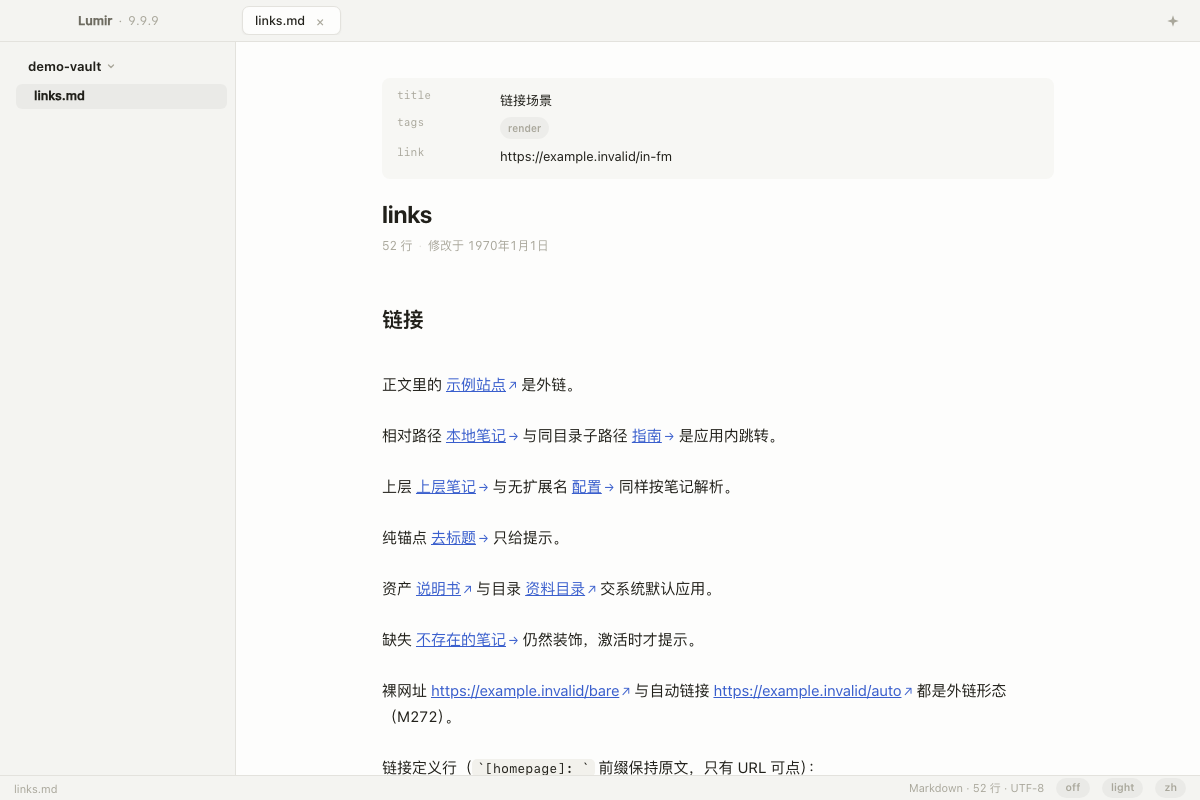 Lumir · 9.9.9
links.md ×
demo-vault
links.md
title 链接场景
tags render
link https://example.invalid/in-fm
links
52 行 · 修改于 1970年1月1日
链接
正文里的 示例站点↗ 是外链。
相对路径 本地笔记→ 与同目录子路径 指南→ 是应用内跳转。
上层 上层笔记→ 与无扩展名 配置→ 同样按笔记解析。
纯锚点 去标题→ 只给提示。
资产 说明书↗ 与目录 资料目录↗ 交系统默认应用。
缺失 不存在的笔记→ 仍然装饰，激活时才提示。
裸网址 https://example.invalid/bare↗ 与自动链接 https://example.invalid/auto↗ 都是外链形态
（M272）。
链接定义行（`[homepage]: ` 前缀保持原文，只有 URL 可点）：
links.md
Markdown · 52 行 · UTF-8 off light zh